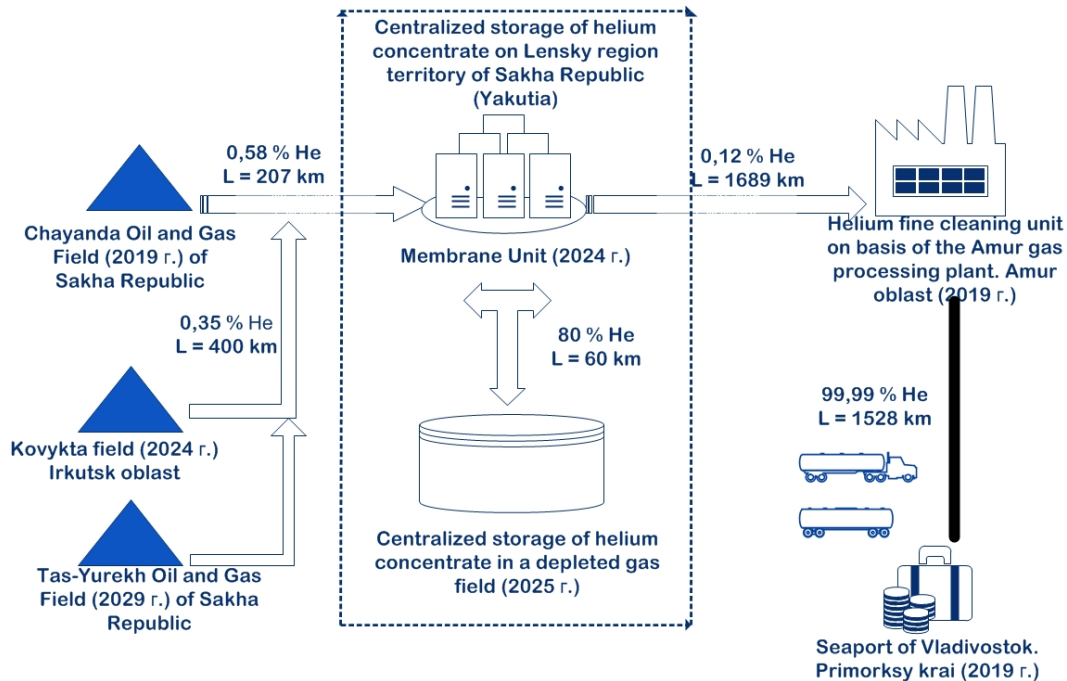 Centralized storage of helium
concentrate on Lensky region
territory of Sakha Republic
(Yakutia)
0,58 % He
L = 207 km
0,12 % He
L = 1689 km
Chayanda Oil and Gas
Field (2019 г.) of
Sakha Republic
Membrane Unit (2024 г.)
Helium fine cleaning unit
on basis of the Amur gas
processing plant. Amur
oblast (2019 г.)
0,35 % He
L = 400 km
80 % He
L = 60 km
99,99 % He
L = 1528 km
Kovykta field (2024 г.)
Irkutsk oblast
Centralized storage of helium
concentrate in a depleted gas
field (2025 г.)
Tas-Yurekh Oil and Gas
Field (2029 г.) of Sakha
Republic
Seaport of Vladivostok.
Primorksy krai (2019 г.)